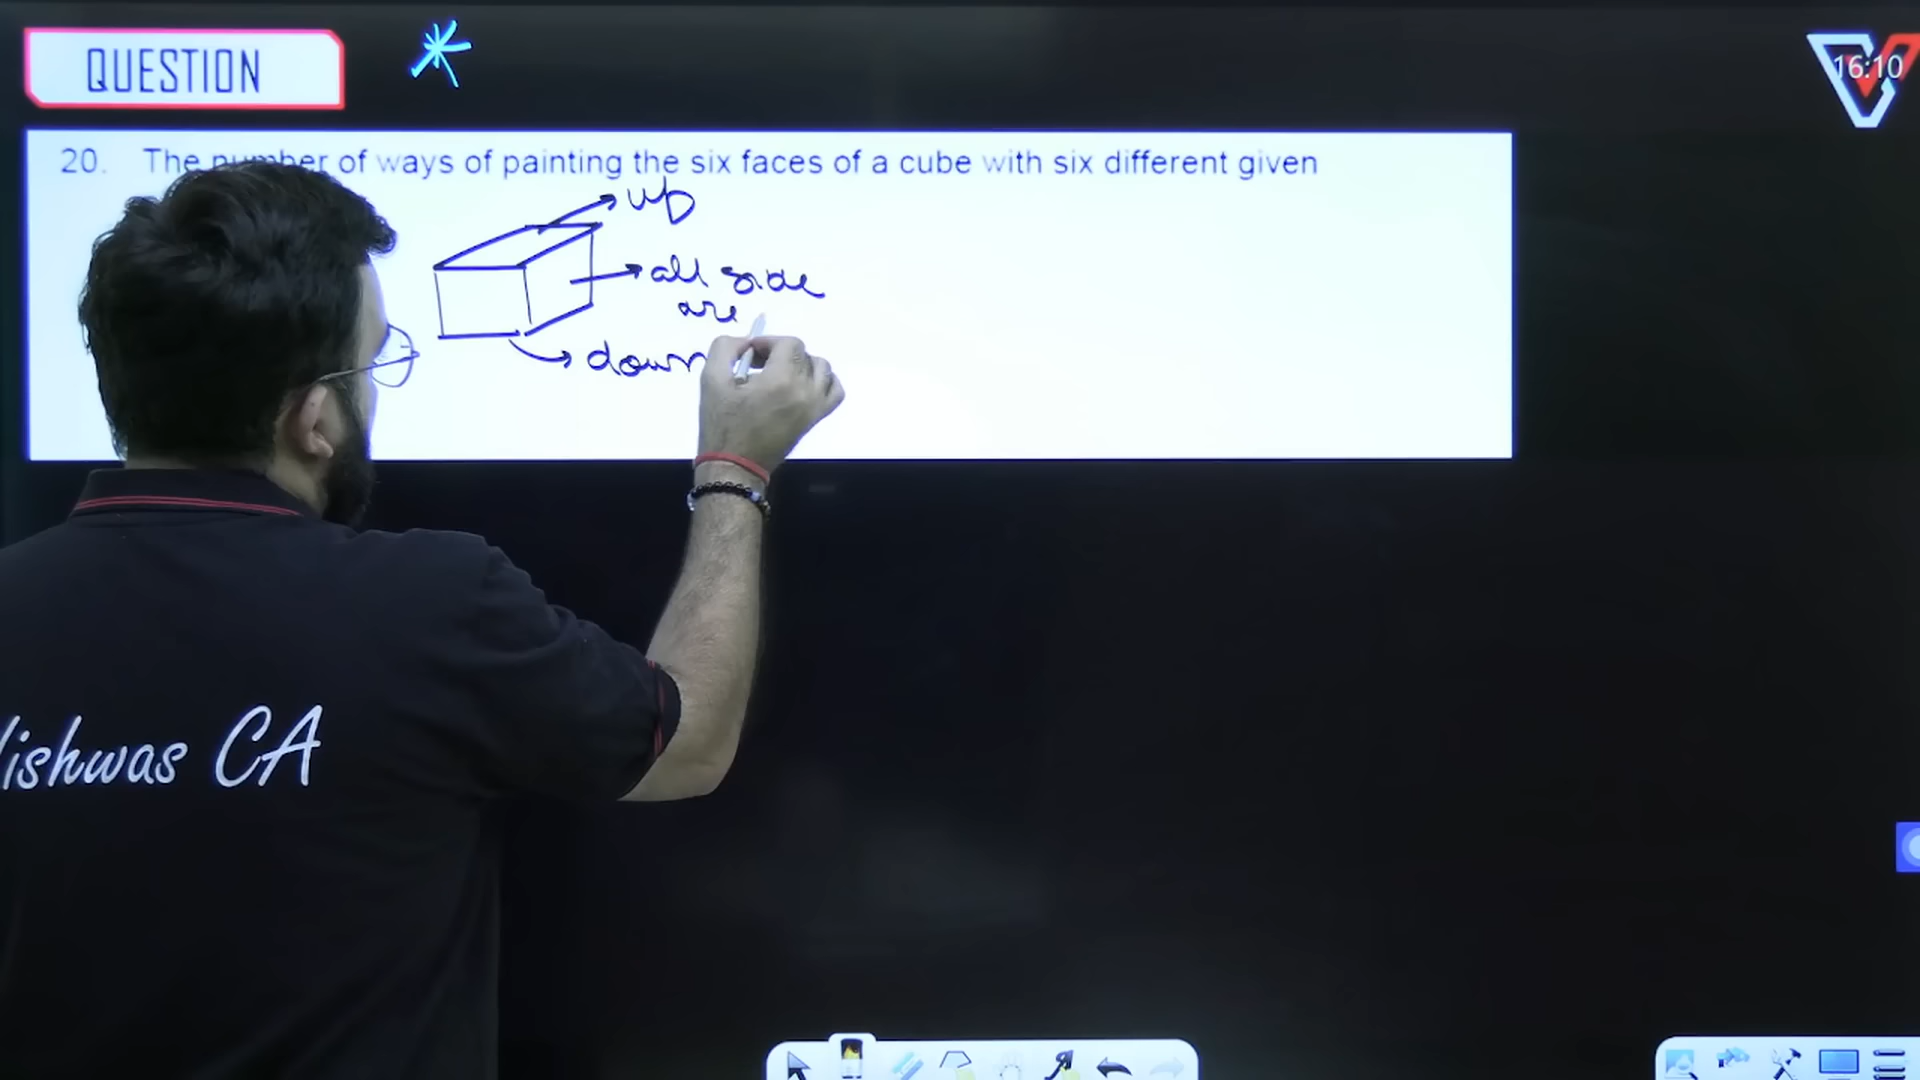 QUESTION
16:10
20. The number of ways of painting the six faces of a cube with six different given
up
all side
are
down
ishwas CA